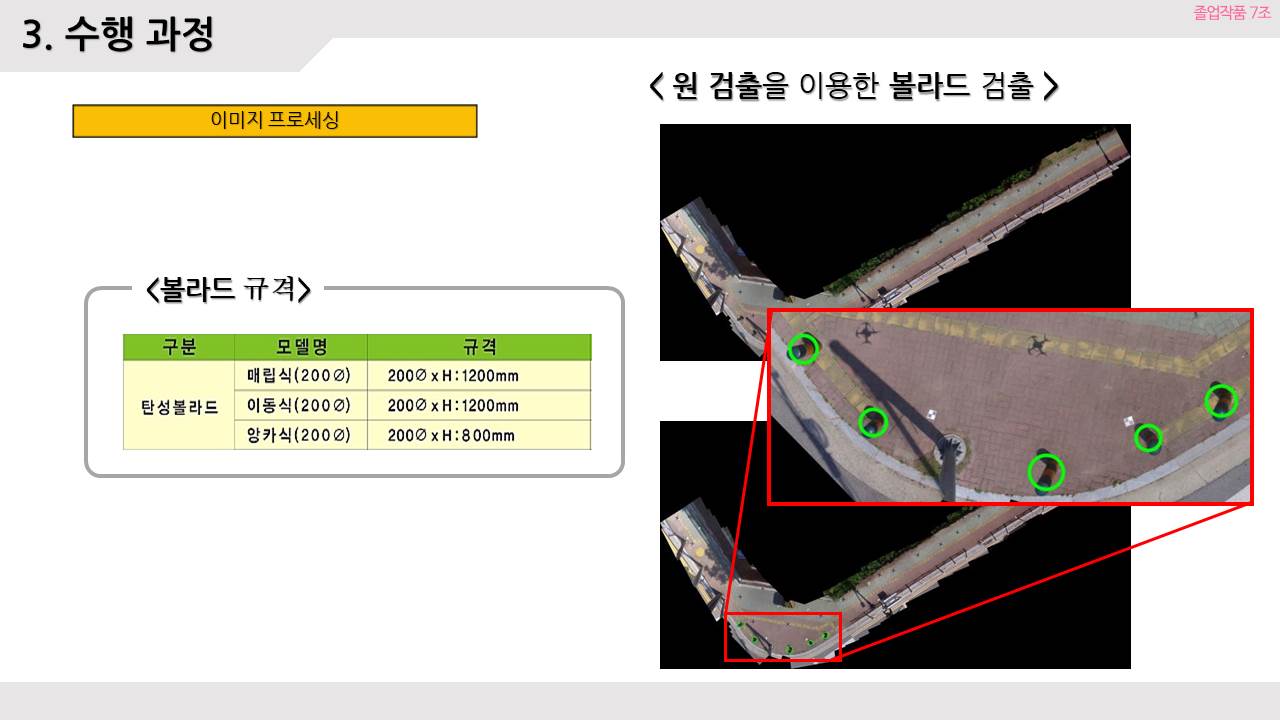 졸업작품 7조
3. 수행 과정
이미지 프로세싱
<볼라드 규격>
구분 모델명 규격
탄성볼라드 매립식(200∅) 200∅ x H:1200mm
이동식(200∅) 200∅ x H:1200mm
앙카식(200∅) 200∅ x H:800mm
< 원 검출을 이용한 볼라드 검출 >